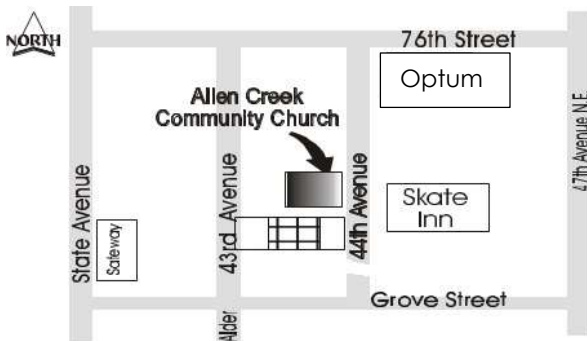 NORTH
76th Street
Optum
Allen Creek
Community Church
47th Avenue N.E.
State Avenue
43rd Avenue
44th Avenue
Skate
Inn
Safeway
Grove Street
Alder